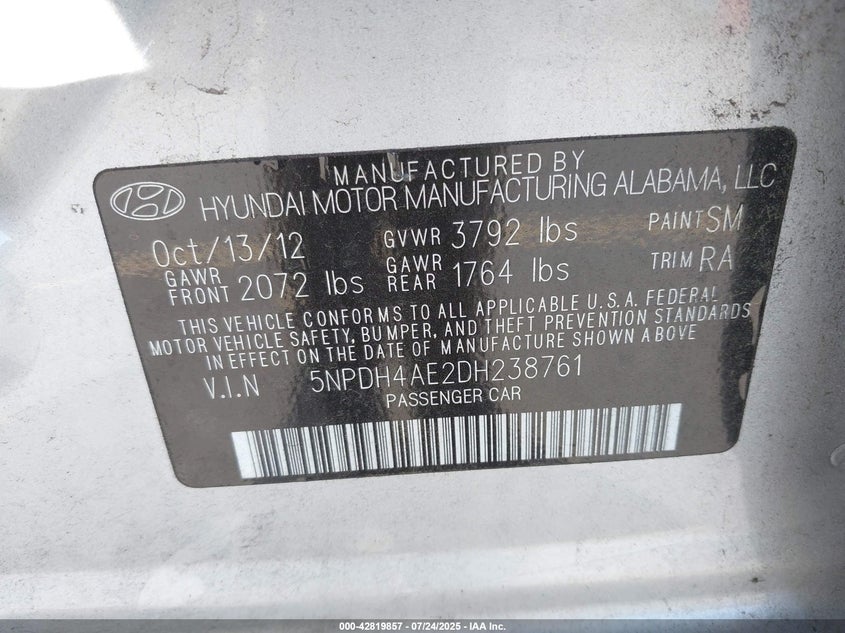 MANUFACTURED BY
HYUNDAI MOTOR MANUFACTURING ALABAMA, LLC
Oct/13/12 GVWR 3792 lbs PAINT SM
GAWR FRONT 2072 lbs GAWR REAR 1764 lbs TRIM RA
THIS VEHICLE CONFORMS TO ALL APPLICABLE U.S.A. FEDERAL
MOTOR VEHICLE SAFETY, BUMPER, AND THEFT PREVENTION STANDARDS
IN EFFECT ON THE DATE OF MANUFACTURE SHOWN ABOVE
V.I.N 5NPDH4AE2DH238761
PASSENGER CAR
000-42819857 - 07/24/2025 - IAA Inc.